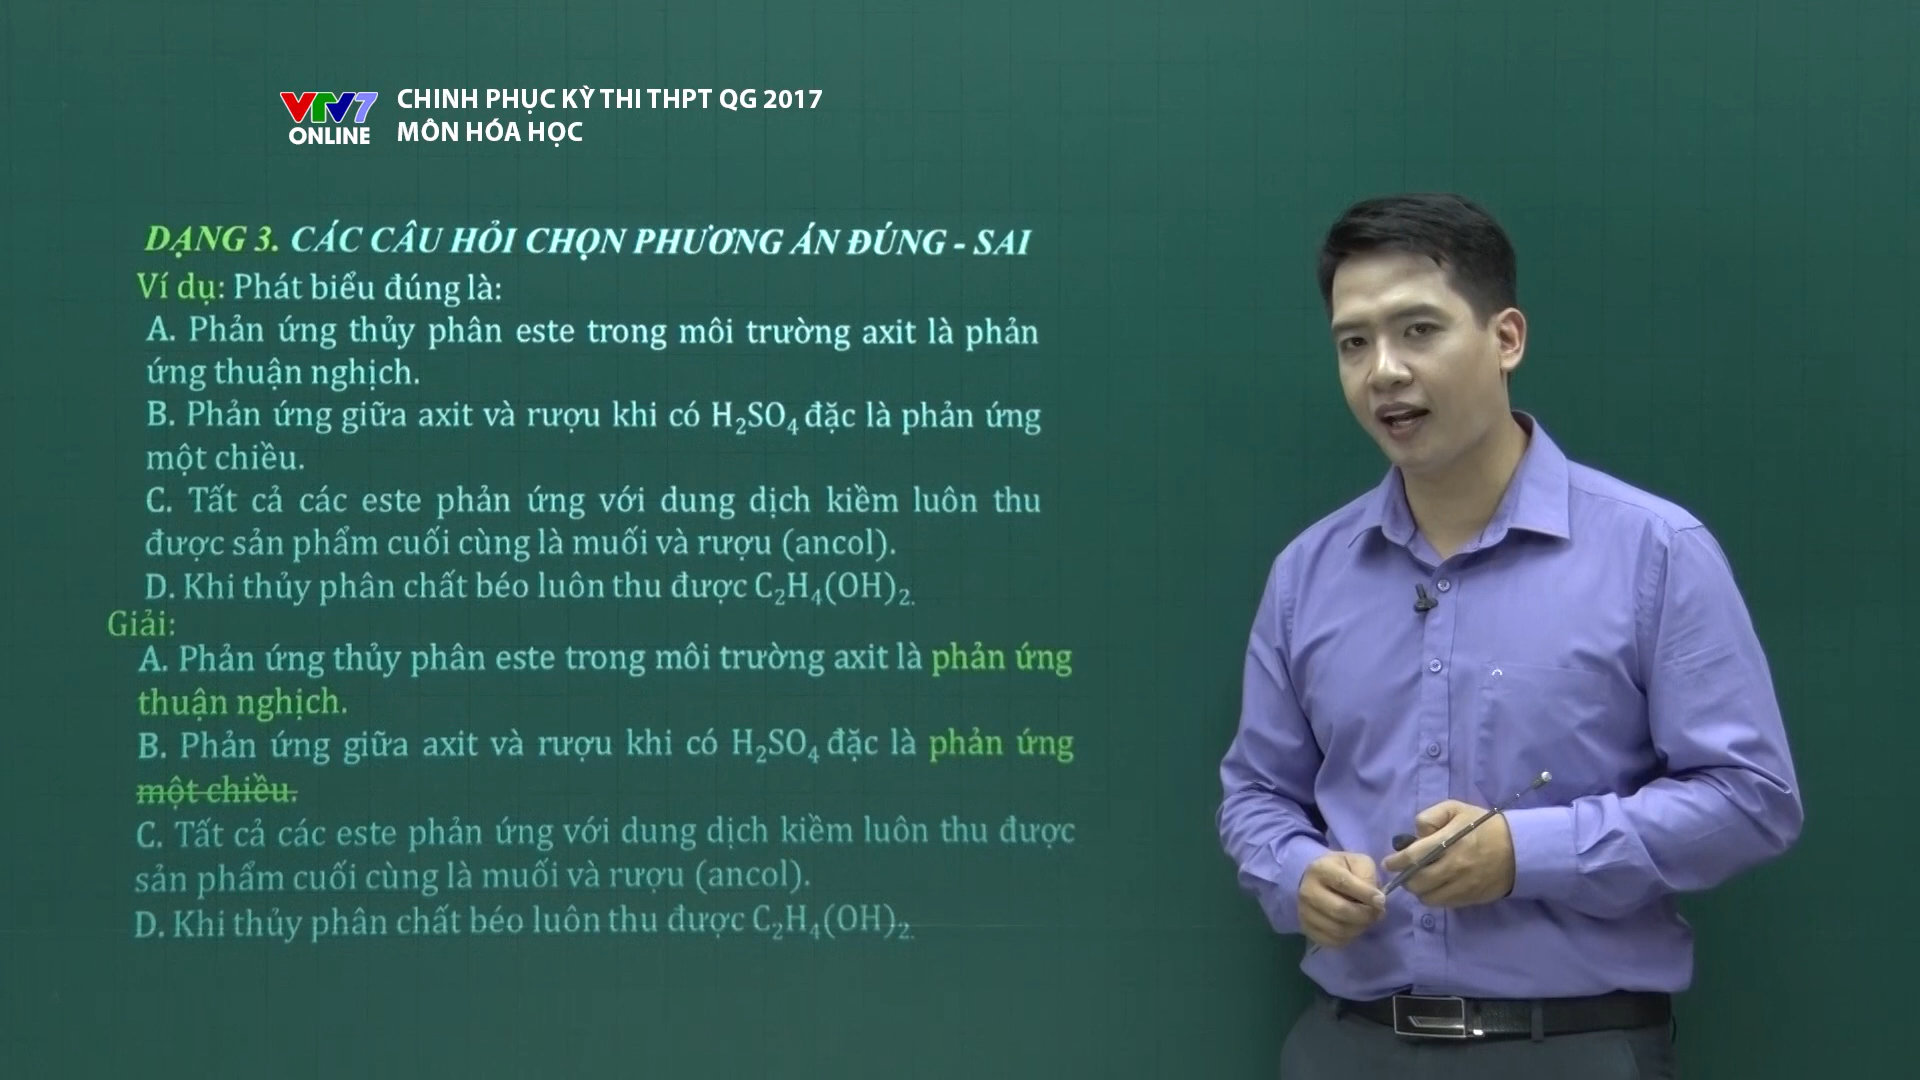 VTV7
ONLINE
CHINH PHỤC KỲ THI THPT QG 2017
MÔN HÓA HỌC
DẠNG 3. CÁC CÂU HỎI CHỌN PHƯƠNG ÁN ĐÚNG - SAI
Ví dụ: Phát biểu đúng là:
A. Phản ứng thủy phân este trong môi trường axit là phản
ứng thuận nghịch.
B. Phản ứng giữa axit và rượu khi có H₂SO₄ đặc là phản ứng
một chiều.
C. Tất cả các este phản ứng với dung dịch kiềm luôn thu
được sản phẩm cuối cùng là muối và rượu (ancol).
D. Khi thủy phân chất béo luôn thu được C₂H₄(OH)₂.
Giải:
A. Phản ứng thủy phân este trong môi trường axit là phản ứng
thuận nghịch.
B. Phản ứng giữa axit và rượu khi có H₂SO₄ đặc là phản ứng
một chiều.
C. Tất cả các este phản ứng với dung dịch kiềm luôn thu được
sản phẩm cuối cùng là muối và rượu (ancol).
D. Khi thủy phân chất béo luôn thu được C₂H₄(OH)₂.